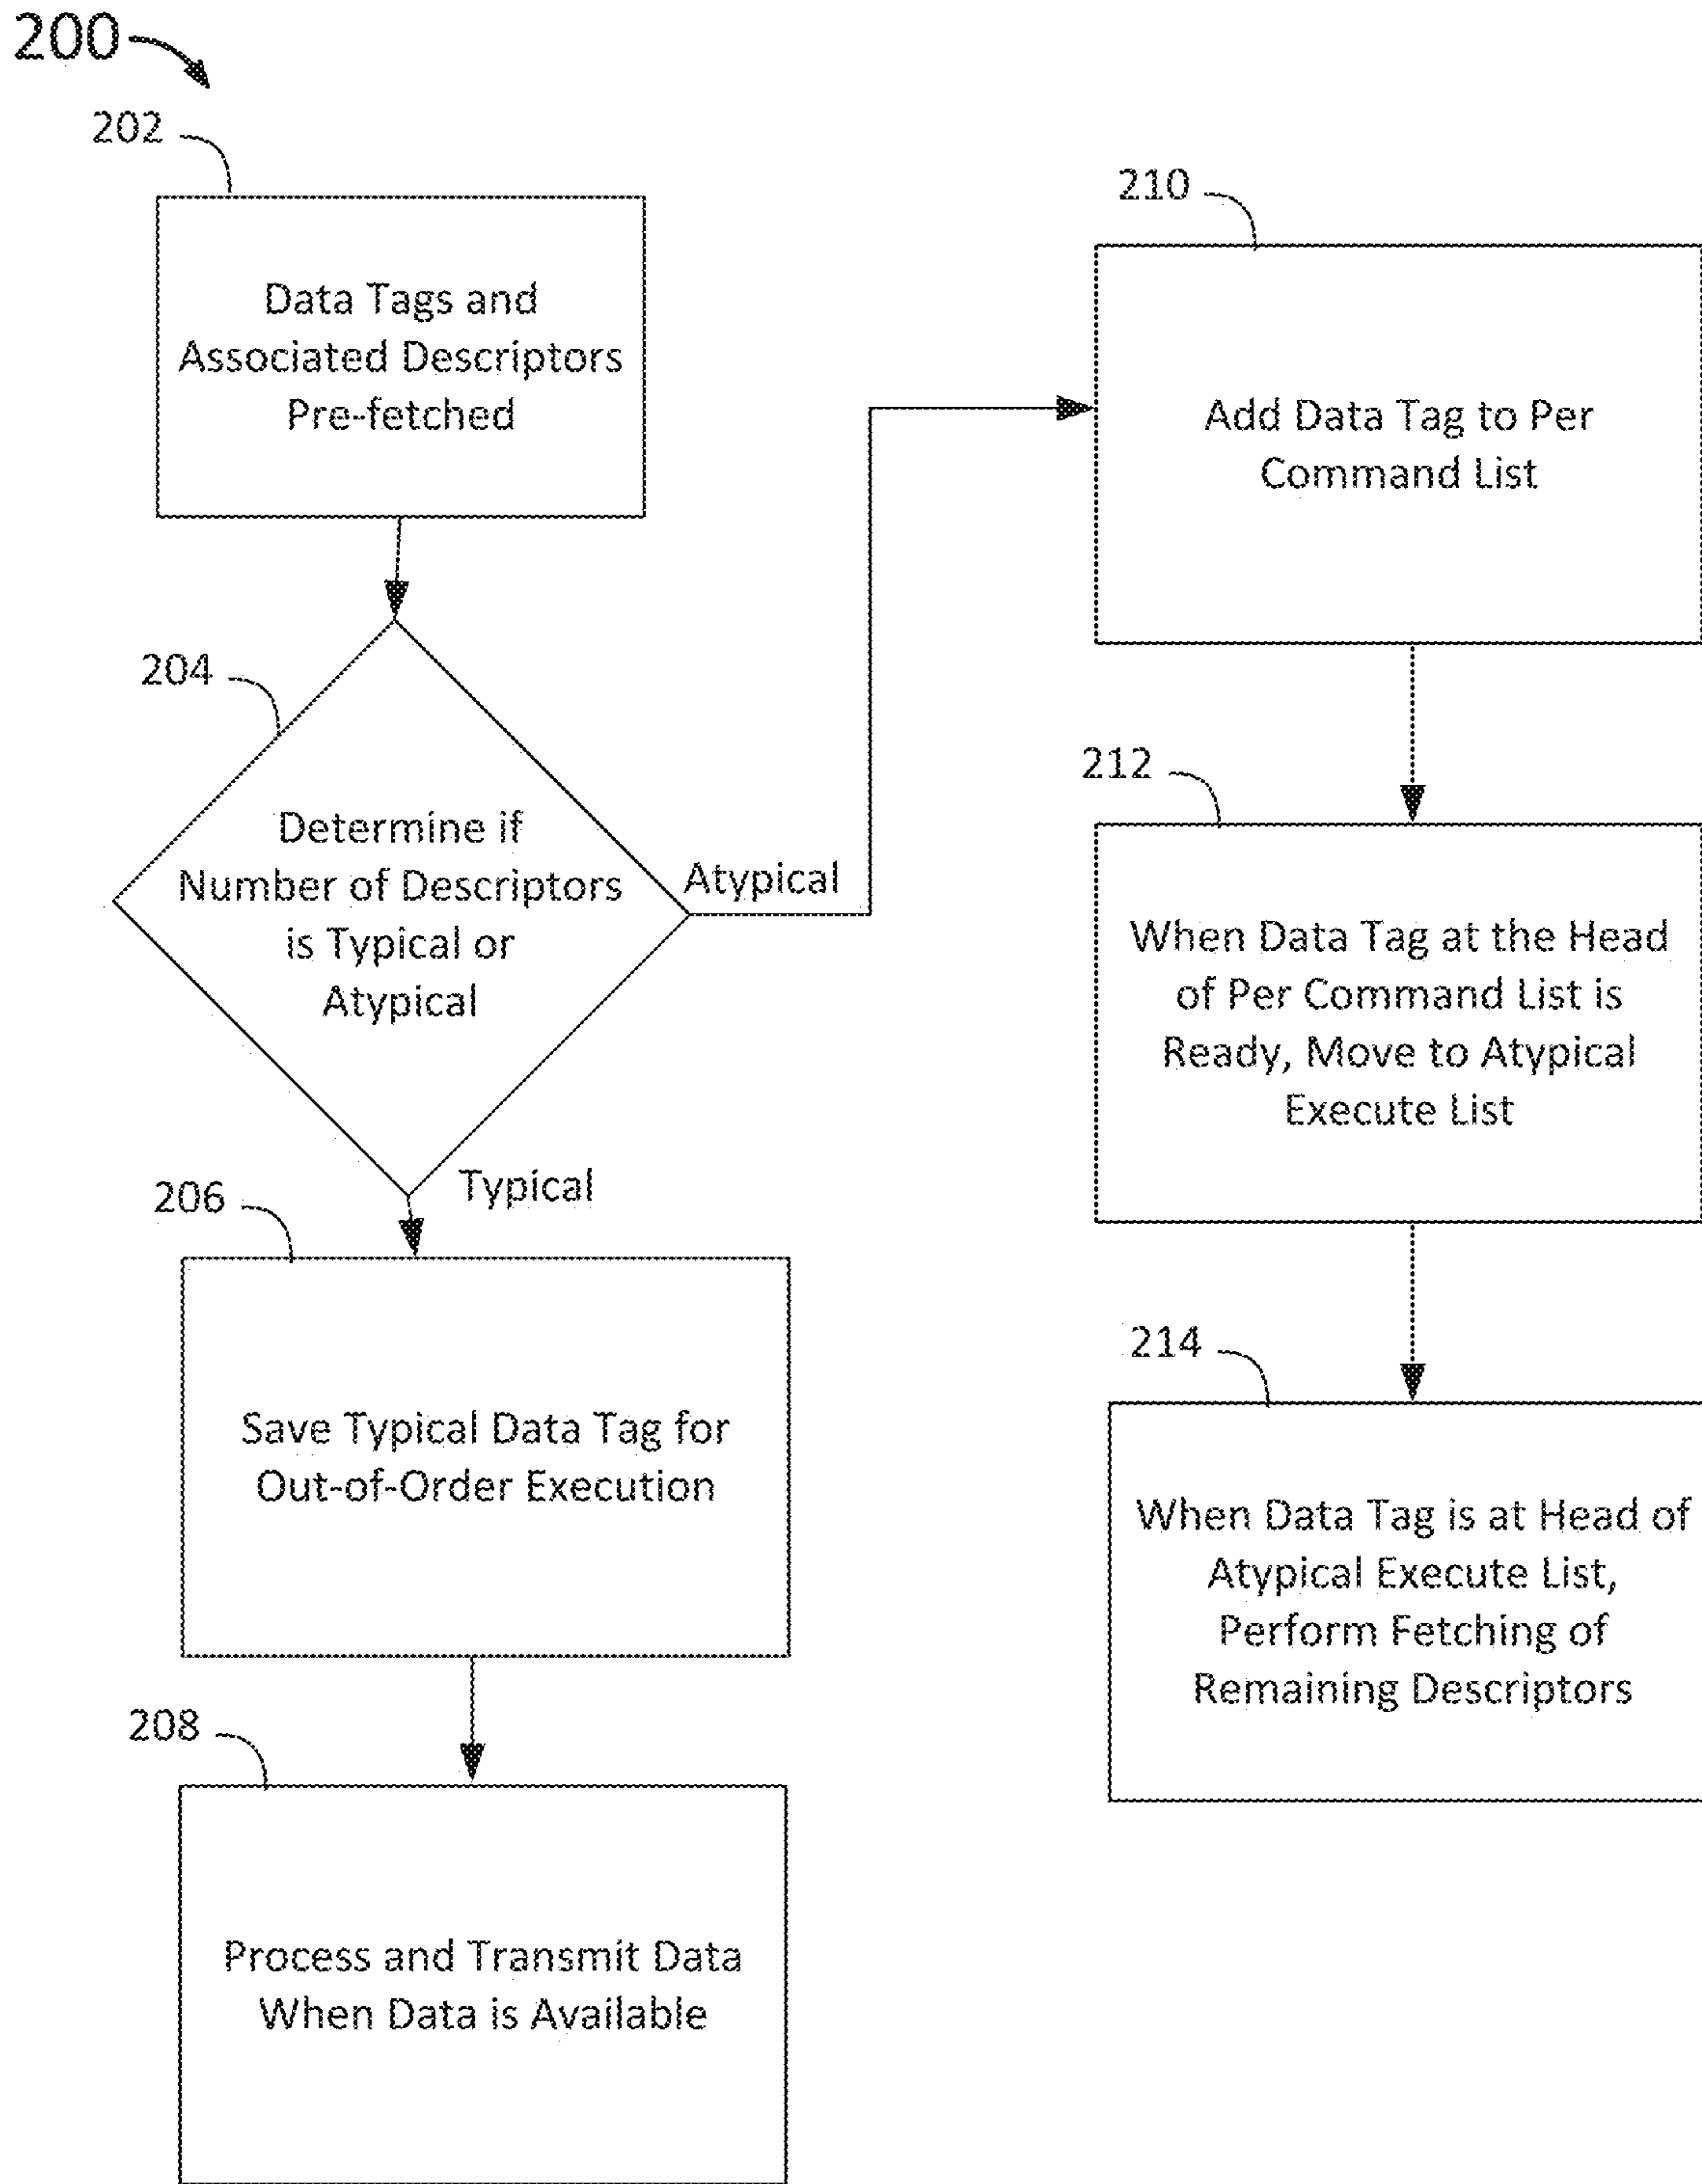 200
202
Data Tags and
Associated Descriptors
Pre-fetched
204
Determine if
Number of Descriptors
is Typical or
Atypical
Atypical
Typical
206
Save Typical Data Tag for
Out-of-Order Execution
208
Process and Transmit Data
When Data is Available
210
Add Data Tag to Per
Command List
212
When Data Tag at the Head
of Per Command List is
Ready, Move to Atypical
Execute List
214
When Data Tag is at Head of
Atypical Execute List,
Perform Fetching of
Remaining Descriptors